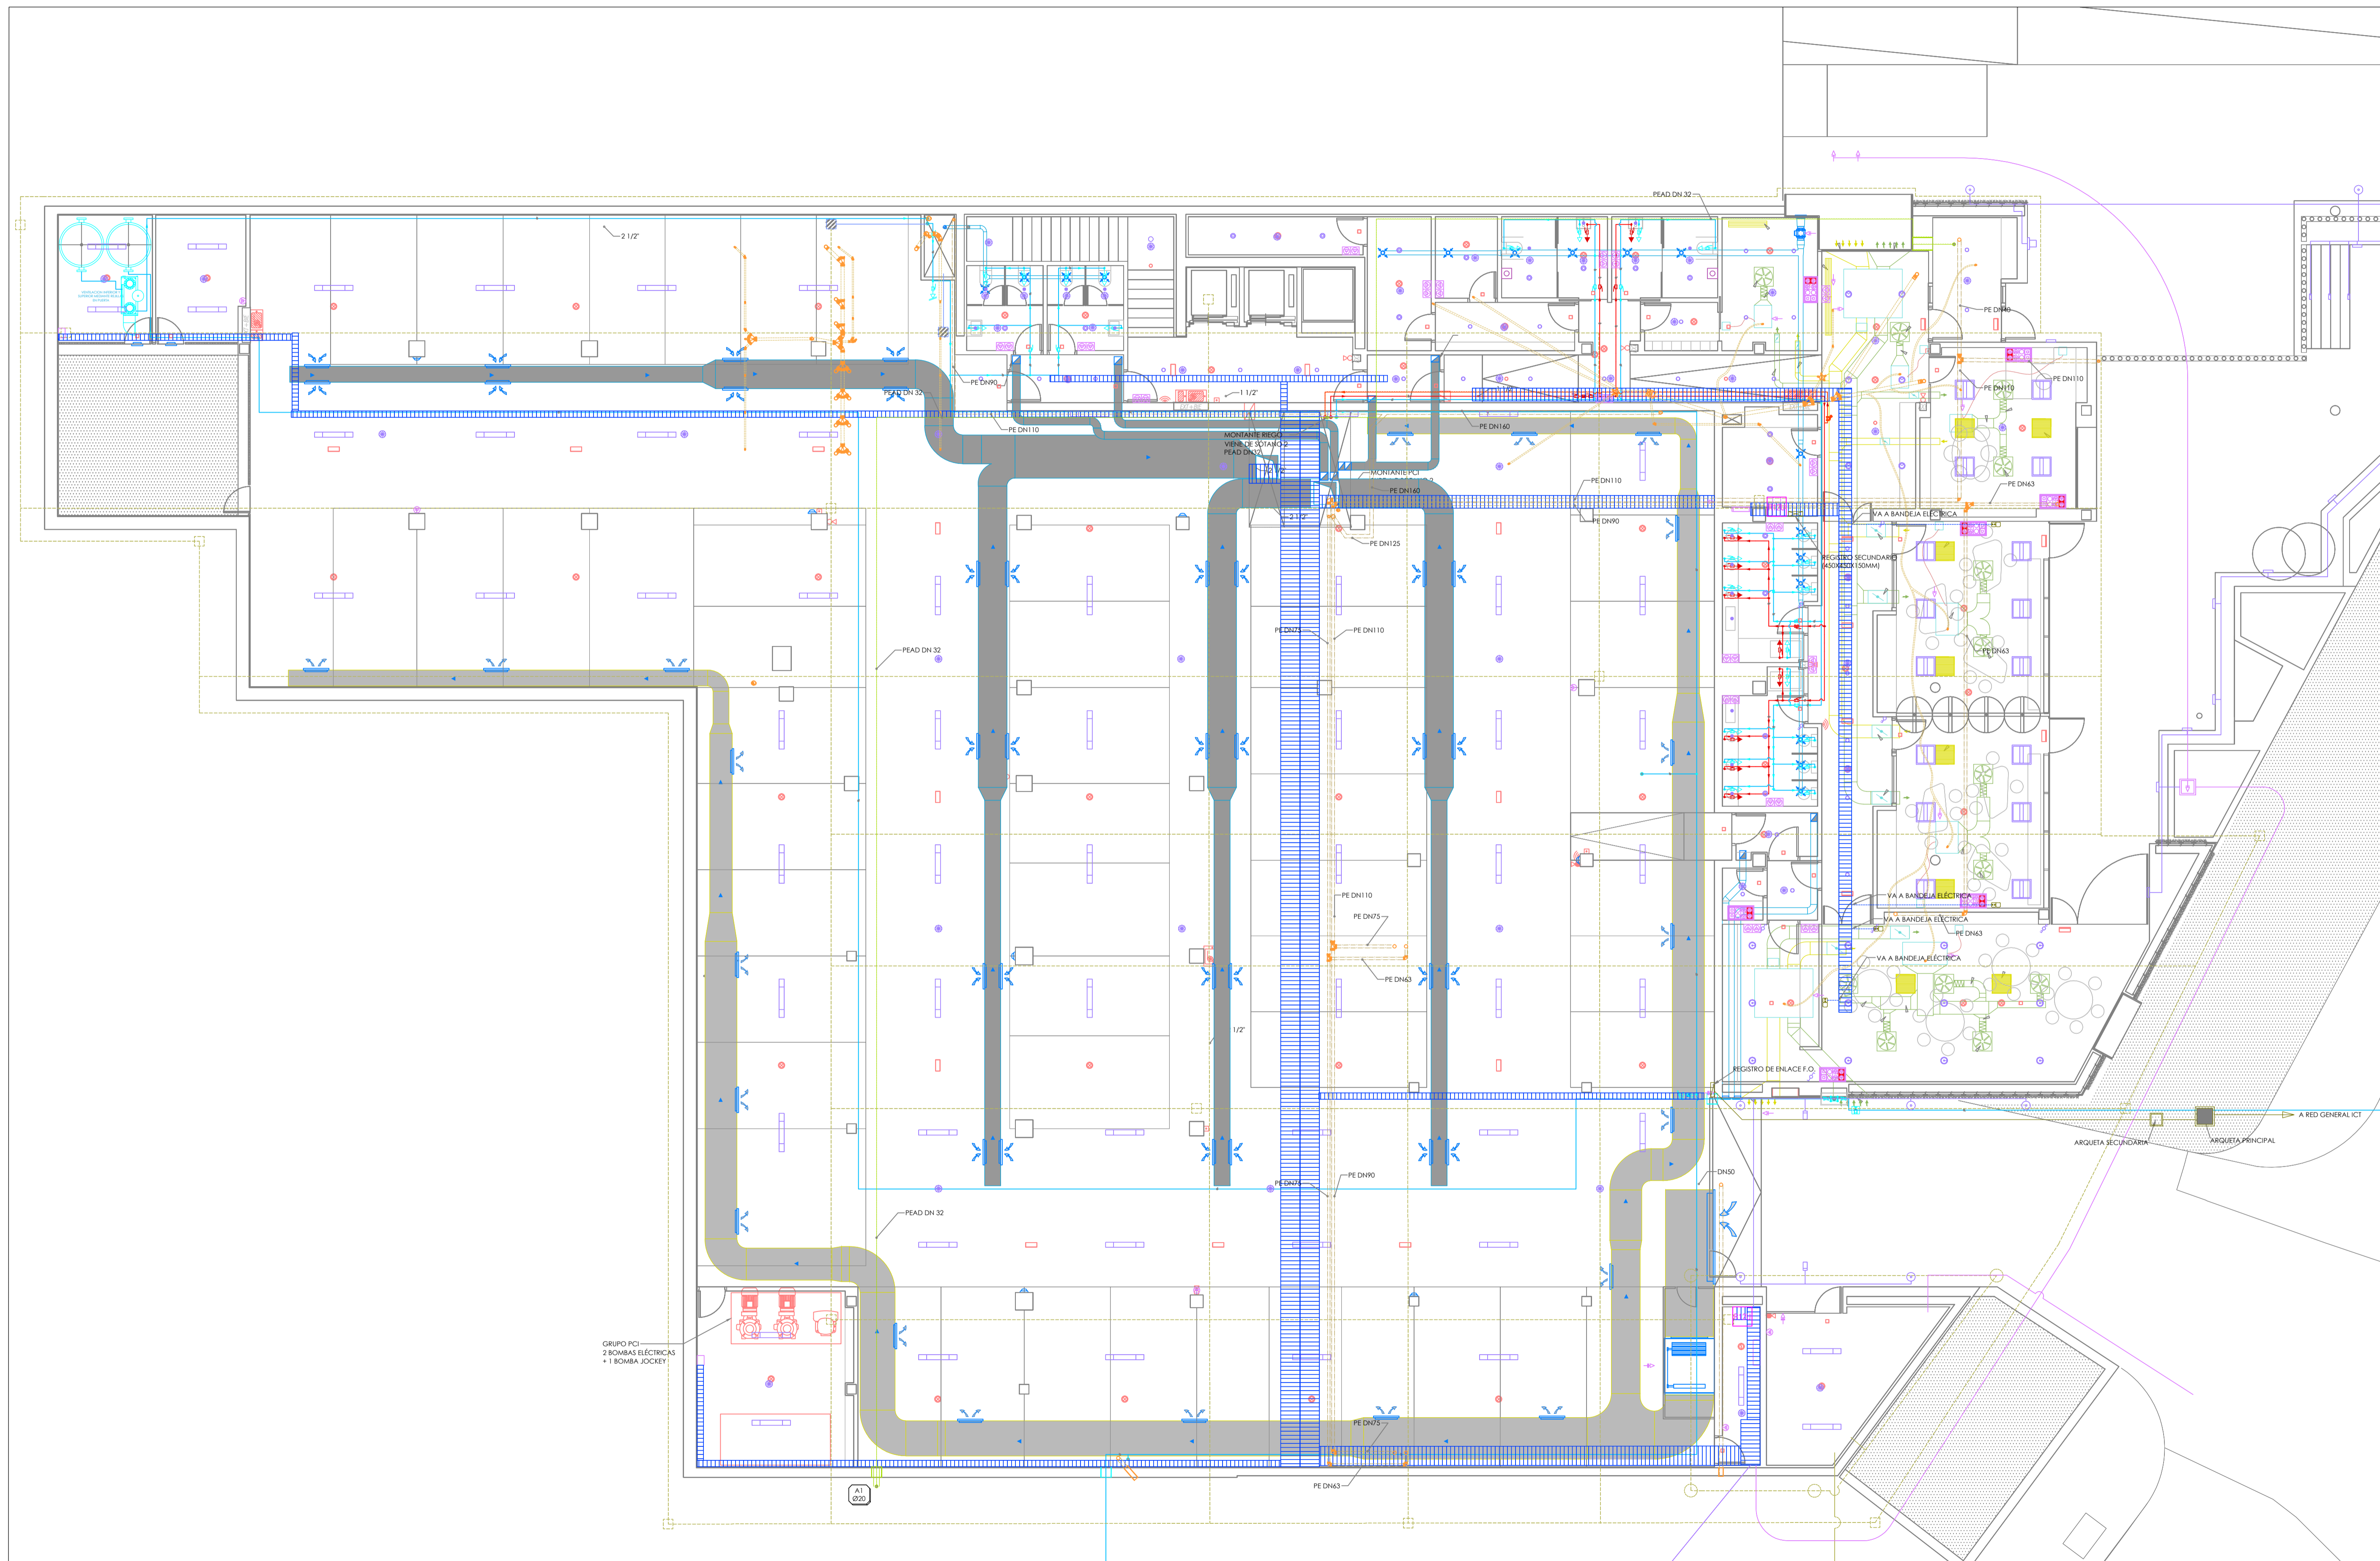 PEAD DN 32
2 1/2"
PE DN40
PE DN90
PEAD DN 32
1 1/2"
PE DN110
PE DN110
PE DN110
PE DN160
MONTANTE RIEGO
VIENE DE SÓTANO 2
PEAD DN32
MONTANTE PCI
PE DN160
PE DN110
PE DN63
2 1/2"
PE DN90
VA A BANDEJA ELÉCTRICA
PE DN125
REGISTRO SECUNDARIO
(450X450X150MM)
PE DN75
PE DN110
PEAD DN 32
PE DN63
PE DN110
PE DN75
VA A BANDEJA ELÉCTRICA
VA A BANDEJA ELÉCTRICA
PE DN63
VA A BANDEJA ELÉCTRICA
PE DN63
1/2"
REGISTRO DE ENLACE F.O.
A RED GENERAL ICT
ARQUETA SECUNDARIA
ARQUETA PRINCIPAL
DN50
PE DN75
PE DN90
PEAD DN 32
GRUPO PCI
2 BOMBAS ELÉCTRICAS
+ 1 BOMBA JOCKEY
PE DN75
PE DN63
A1
Ø20